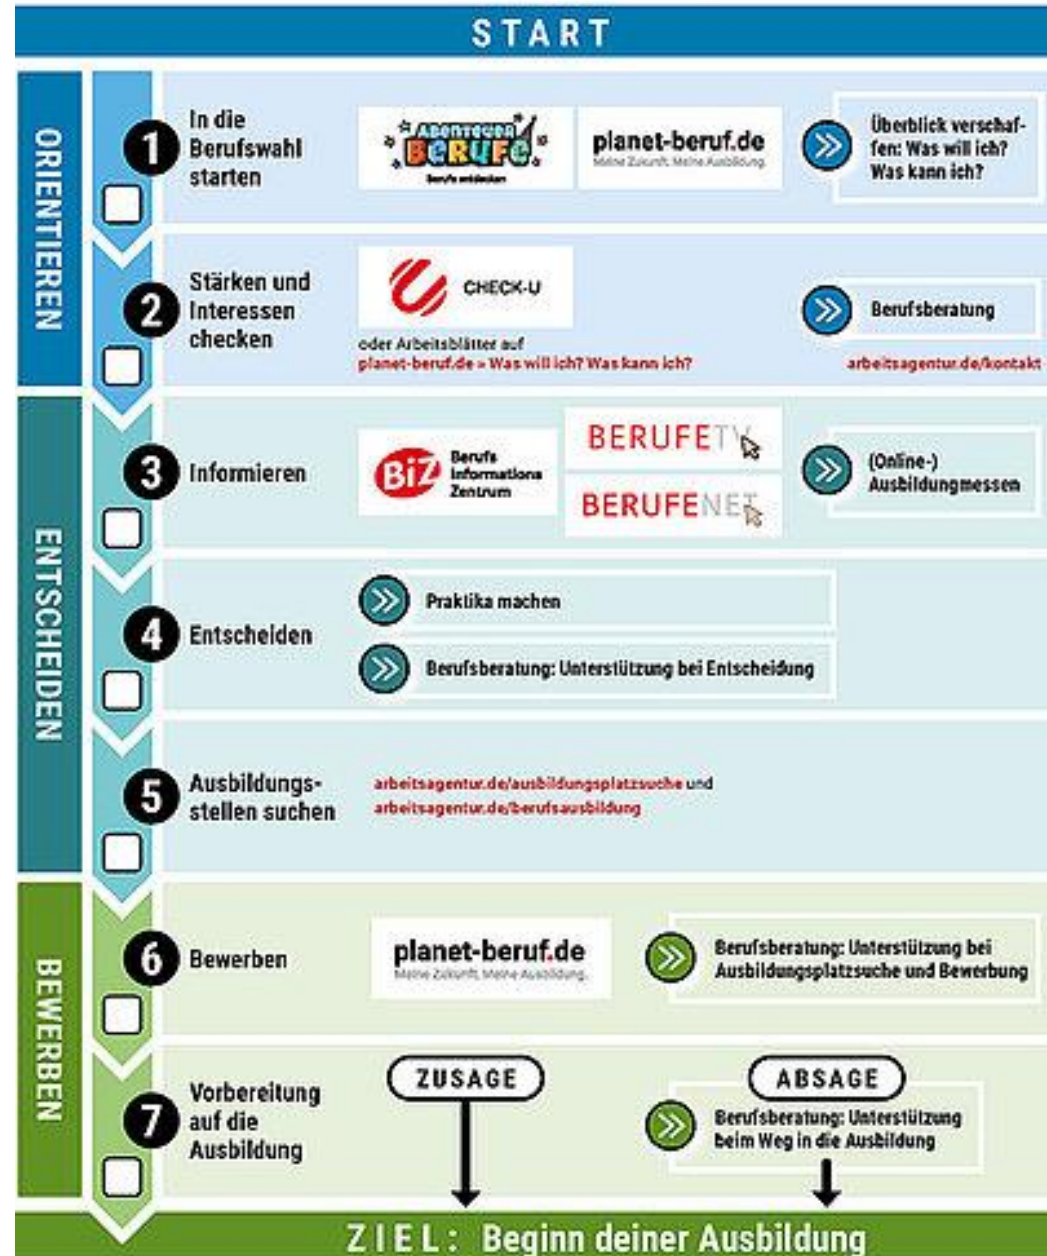 START
ORIENTIEREN
1
In die
Berufswahl
starten
ABENTEUER
BERUFE
Berufe entdecken
planet-beruf.de
Meine Zukunft. Meine Ausbildung.
Überblick verschaf-
fen: Was will ich?
Was kann ich?
2
Stärken und
Interessen
checken
CHECK-U
oder Arbeitsblätter auf
planet-beruf.de » Was will ich? Was kann ich?
Berufsberatung
arbeitsagentur.de/kontakt
ENTSCHEIDEN
3
Informieren
BiZ
Berufs
Informations
Zentrum
BERUFETV
BERUFENET
(Online-)
Ausbildungmessen
4
Entscheiden
Praktika machen
Berufsberatung: Unterstützung bei Entscheidung
5
Ausbildungs-
stellen suchen
arbeitsagentur.de/ausbildungsplatzsuche und
arbeitsagentur.de/berufsausbildung
BEWERBEN
6
Bewerben
planet-beruf.de
Meine Zukunft. Meine Ausbildung.
Berufsberatung: Unterstützung bei
Ausbildungsplatzsuche und Bewerbung
7
Vorbereitung
auf die
Ausbildung
ZUSAGE
ABSAGE
Berufsberatung: Unterstützung
beim Weg in die Ausbildung
ZIEL: Beginn deiner Ausbildung